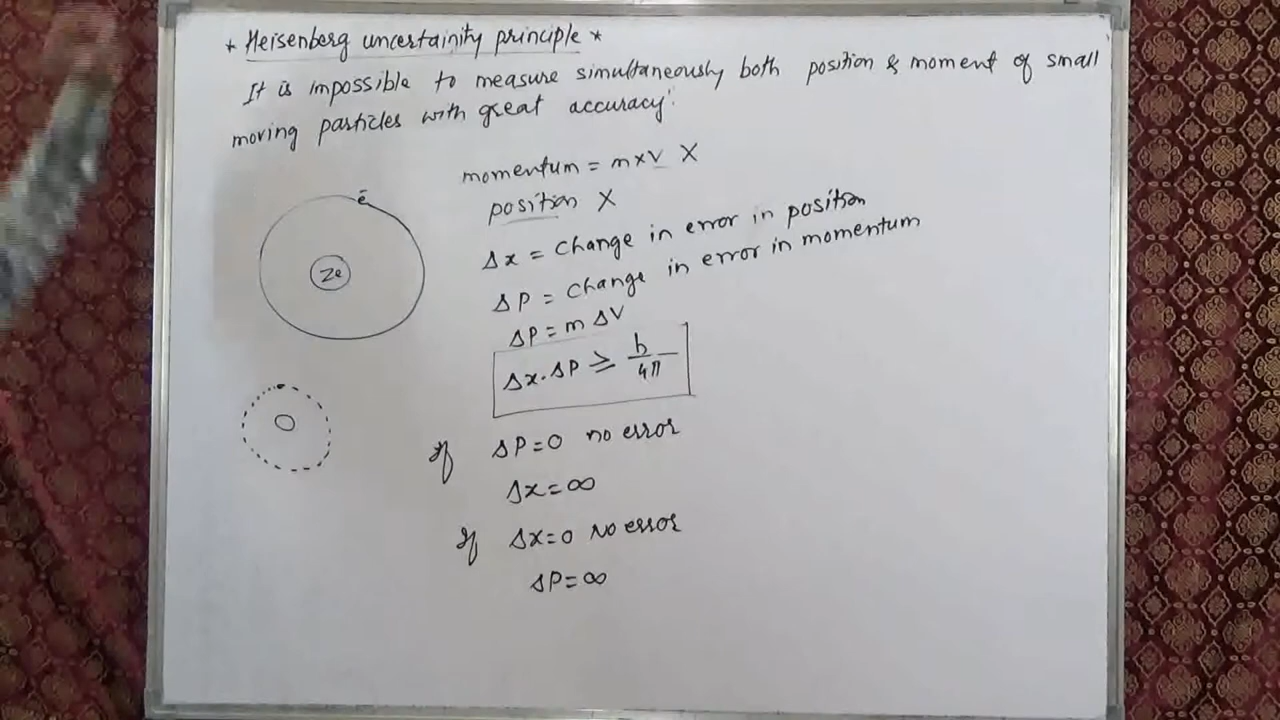 * Heisenberg uncertainity principle *
It is impossible to measure simultaneously both position & moment of small
moving particles with great accuracy.
momentum = m×v X
position X
Δx = change in error in position
ΔP = change in error in momentum
ΔP = m ΔV
Δx.ΔP ≥ h/4π
If ΔP=0 no error
Δx=∞
If Δx=0 No error
ΔP=∞
ē
Ze